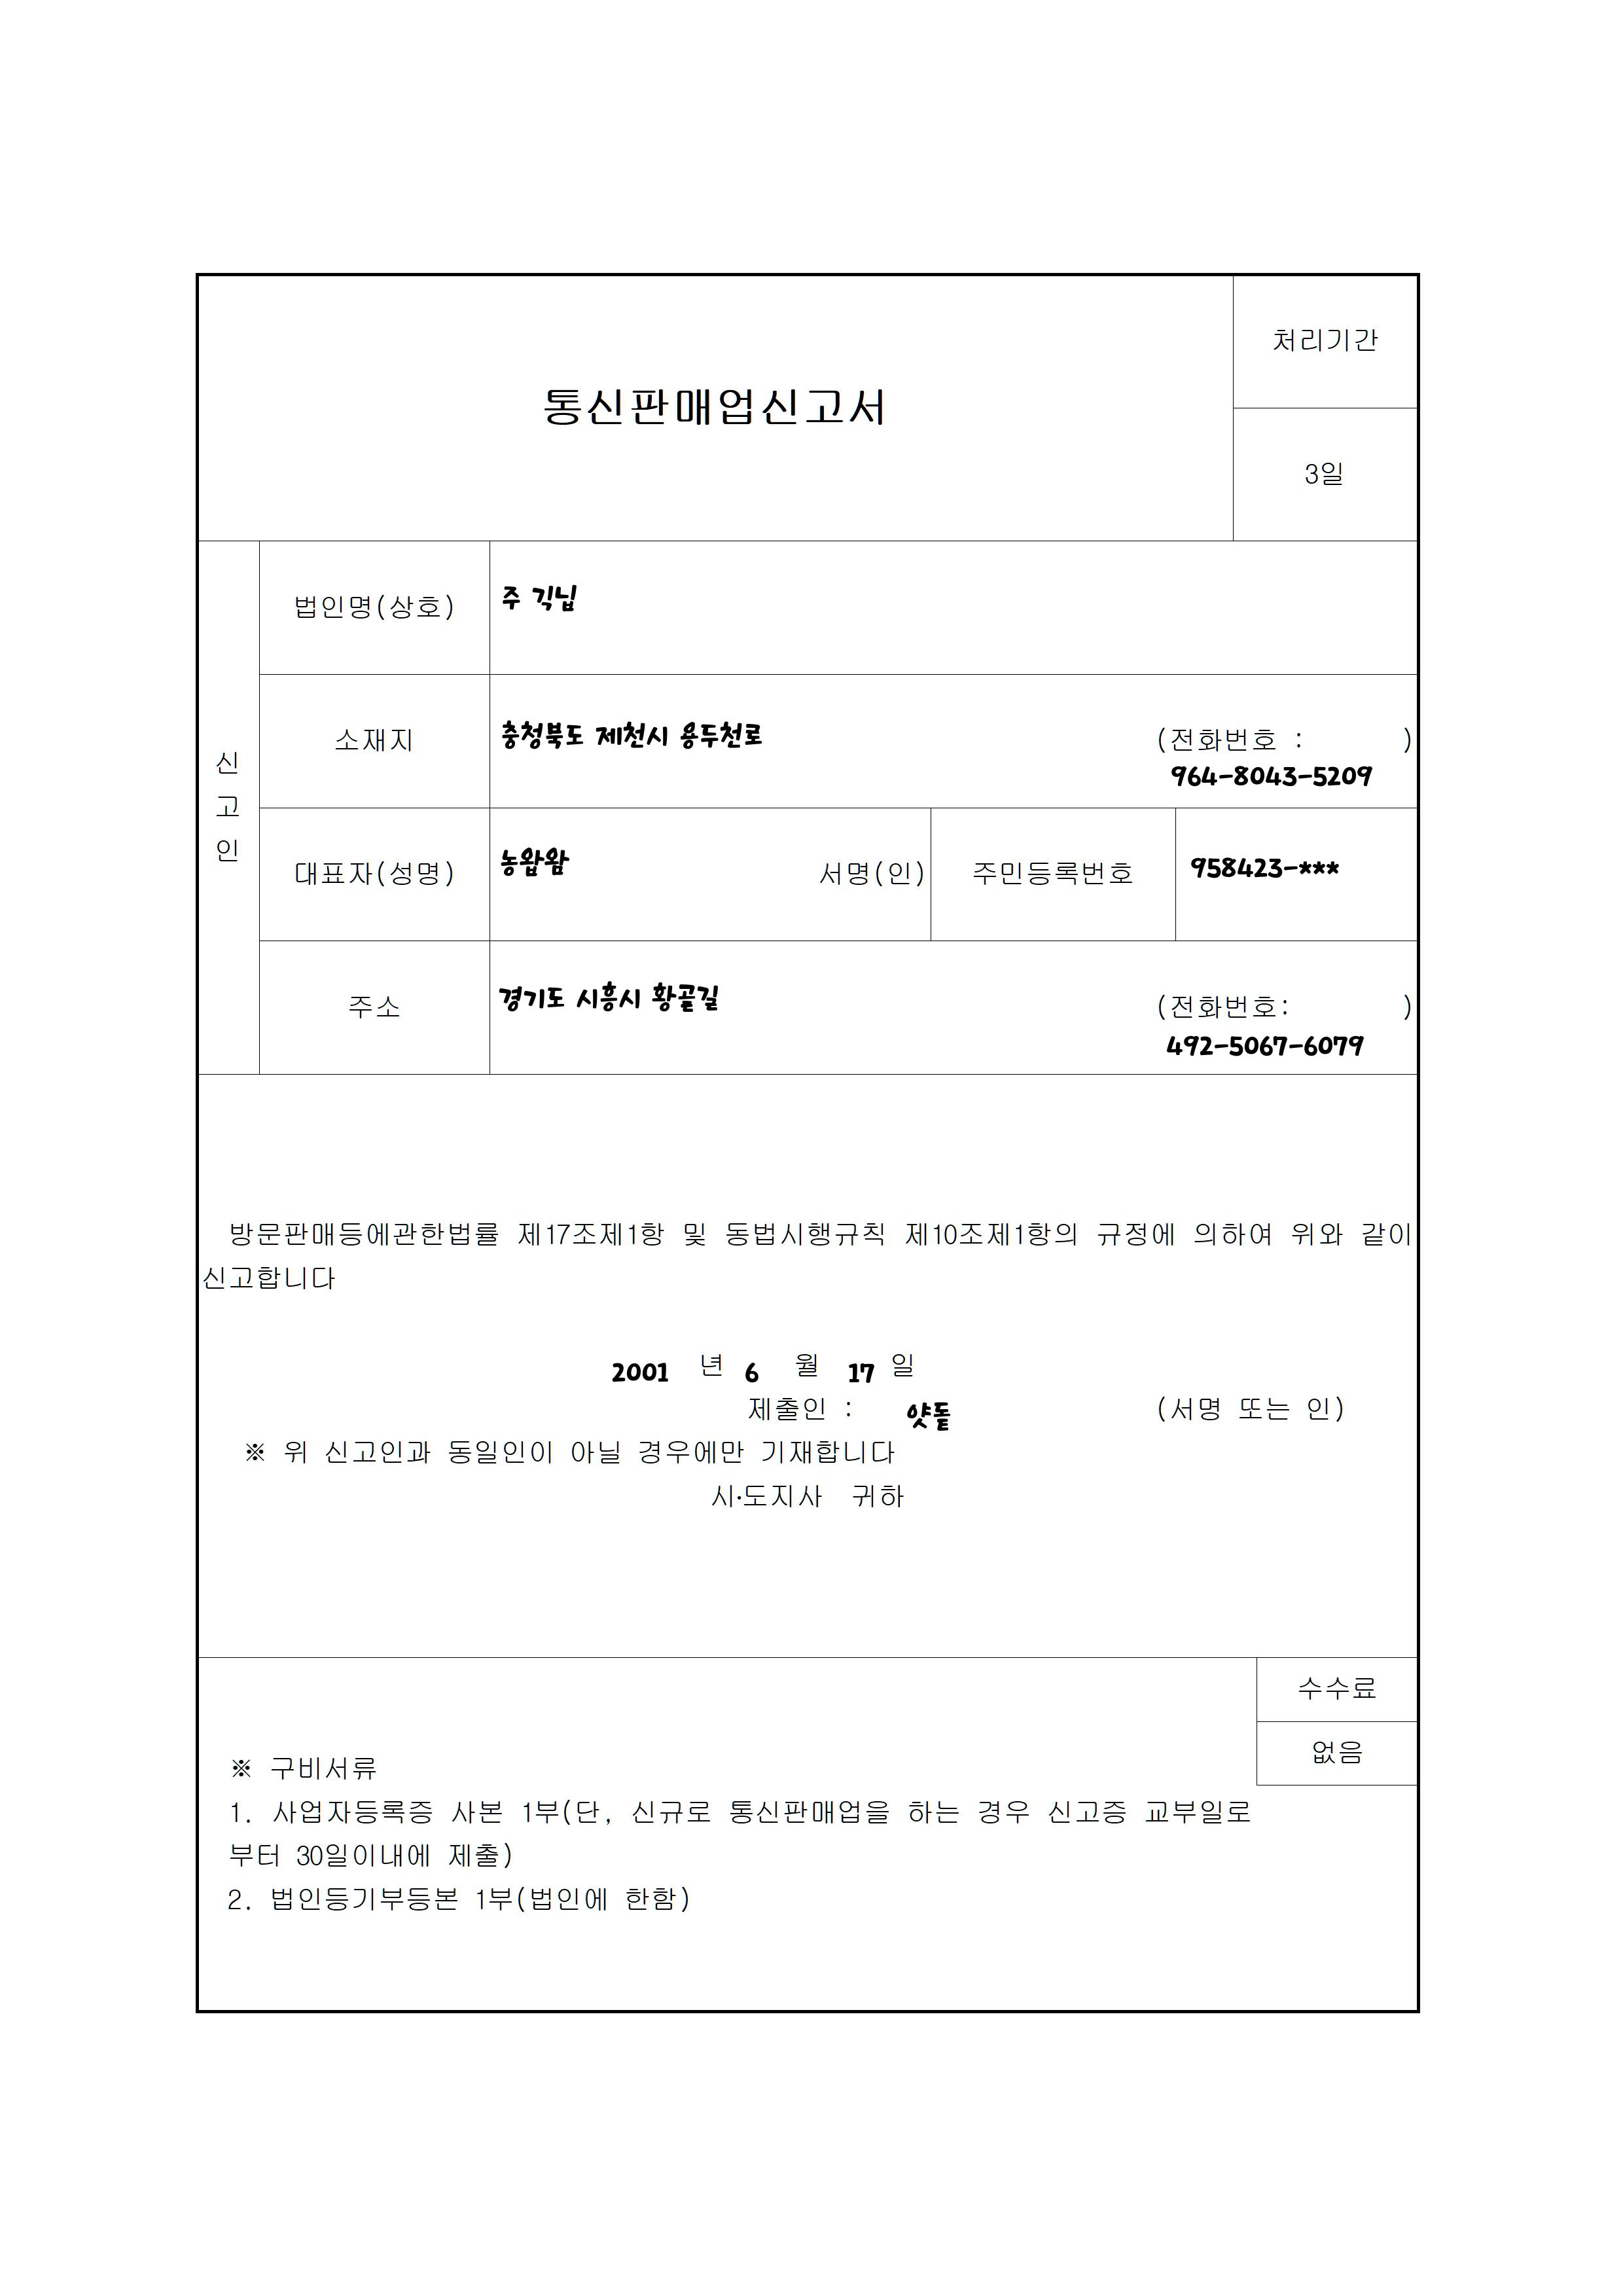 통신판매업신고서
처리기간
3일
신고인
법인명(상호) 주 긱닙
소재지 충청북도 제천시 용두천로 (전화번호 : )
964-8043-5209
대표자(성명) 농왑왐 서명(인) 주민등록번호 958423-***
주소 경기도 시흥시 황골길 (전화번호: )
492-5067-6079
방문판매등에관한법률 제17조제1항 및 동법시행규칙 제10조제1항의 규정에 의하여 위와 같이
신고합니다
2001 년 6 월 17 일
제출인 : 얏돝 (서명 또는 인)
※ 위 신고인과 동일인이 아닐 경우에만 기재합니다
시·도지사 귀하
수수료
없음
※ 구비서류
1. 사업자등록증 사본 1부(단, 신규로 통신판매업을 하는 경우 신고증 교부일로
부터 30일이내에 제출)
2. 법인등기부등본 1부(법인에 한함)